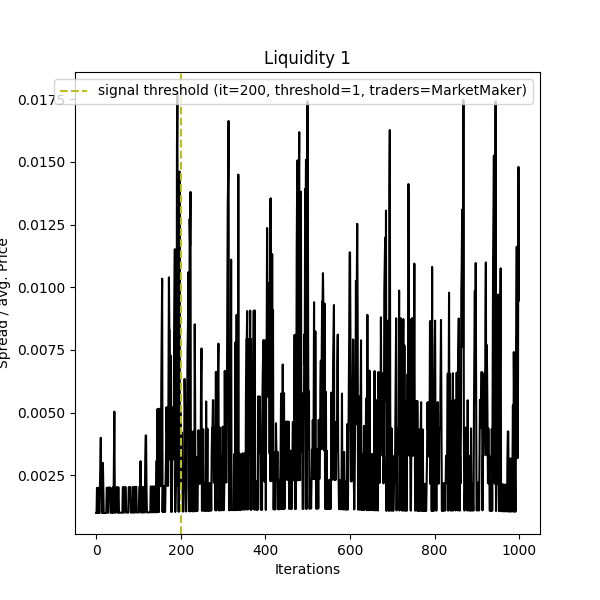 Liquidity 1
signal threshold (it=200, threshold=1, traders=MarketMaker)
0.0175
0.0150
0.0125
0.0100
0.0075
0.0050
0.0025
Spread / avg. Price
0 200 400 600 800 1000
Iterations